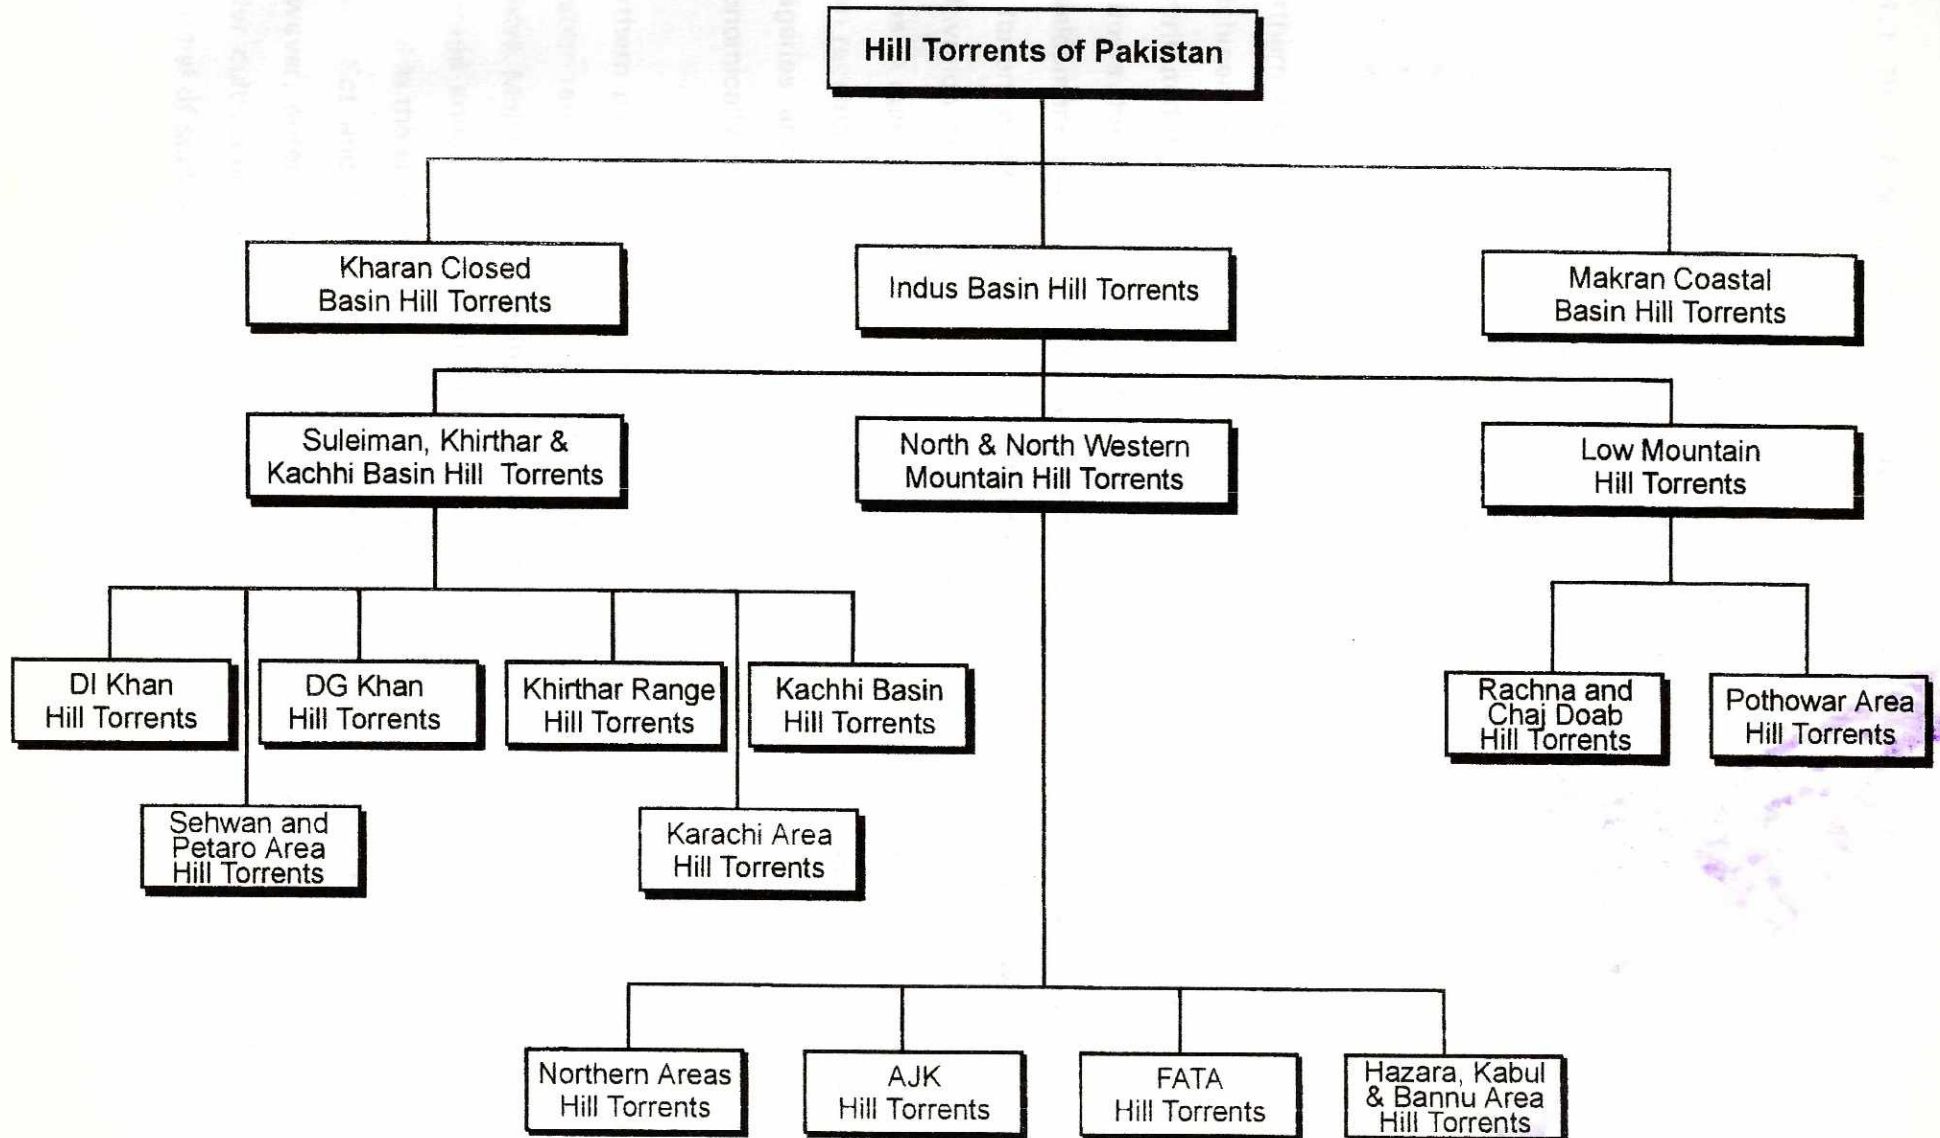 Hill Torrents of Pakistan
Kharan Closed
Basin Hill Torrents
Indus Basin Hill Torrents
Makran Coastal
Basin Hill Torrents
Suleiman, Khirthar &
Kachhi Basin Hill Torrents
North & North Western
Mountain Hill Torrents
Low Mountain
Hill Torrents
DI Khan
Hill Torrents
DG Khan
Hill Torrents
Khirthar Range
Hill Torrents
Kachhi Basin
Hill Torrents
Rachna and
Chaj Doab
Hill Torrents
Pothowar Area
Hill Torrents
Sehwan and
Petaro Area
Hill Torrents
Karachi Area
Hill Torrents
Northern Areas
Hill Torrents
AJK
Hill Torrents
FATA
Hill Torrents
Hazara, Kabul
& Bannu Area
Hill Torrents